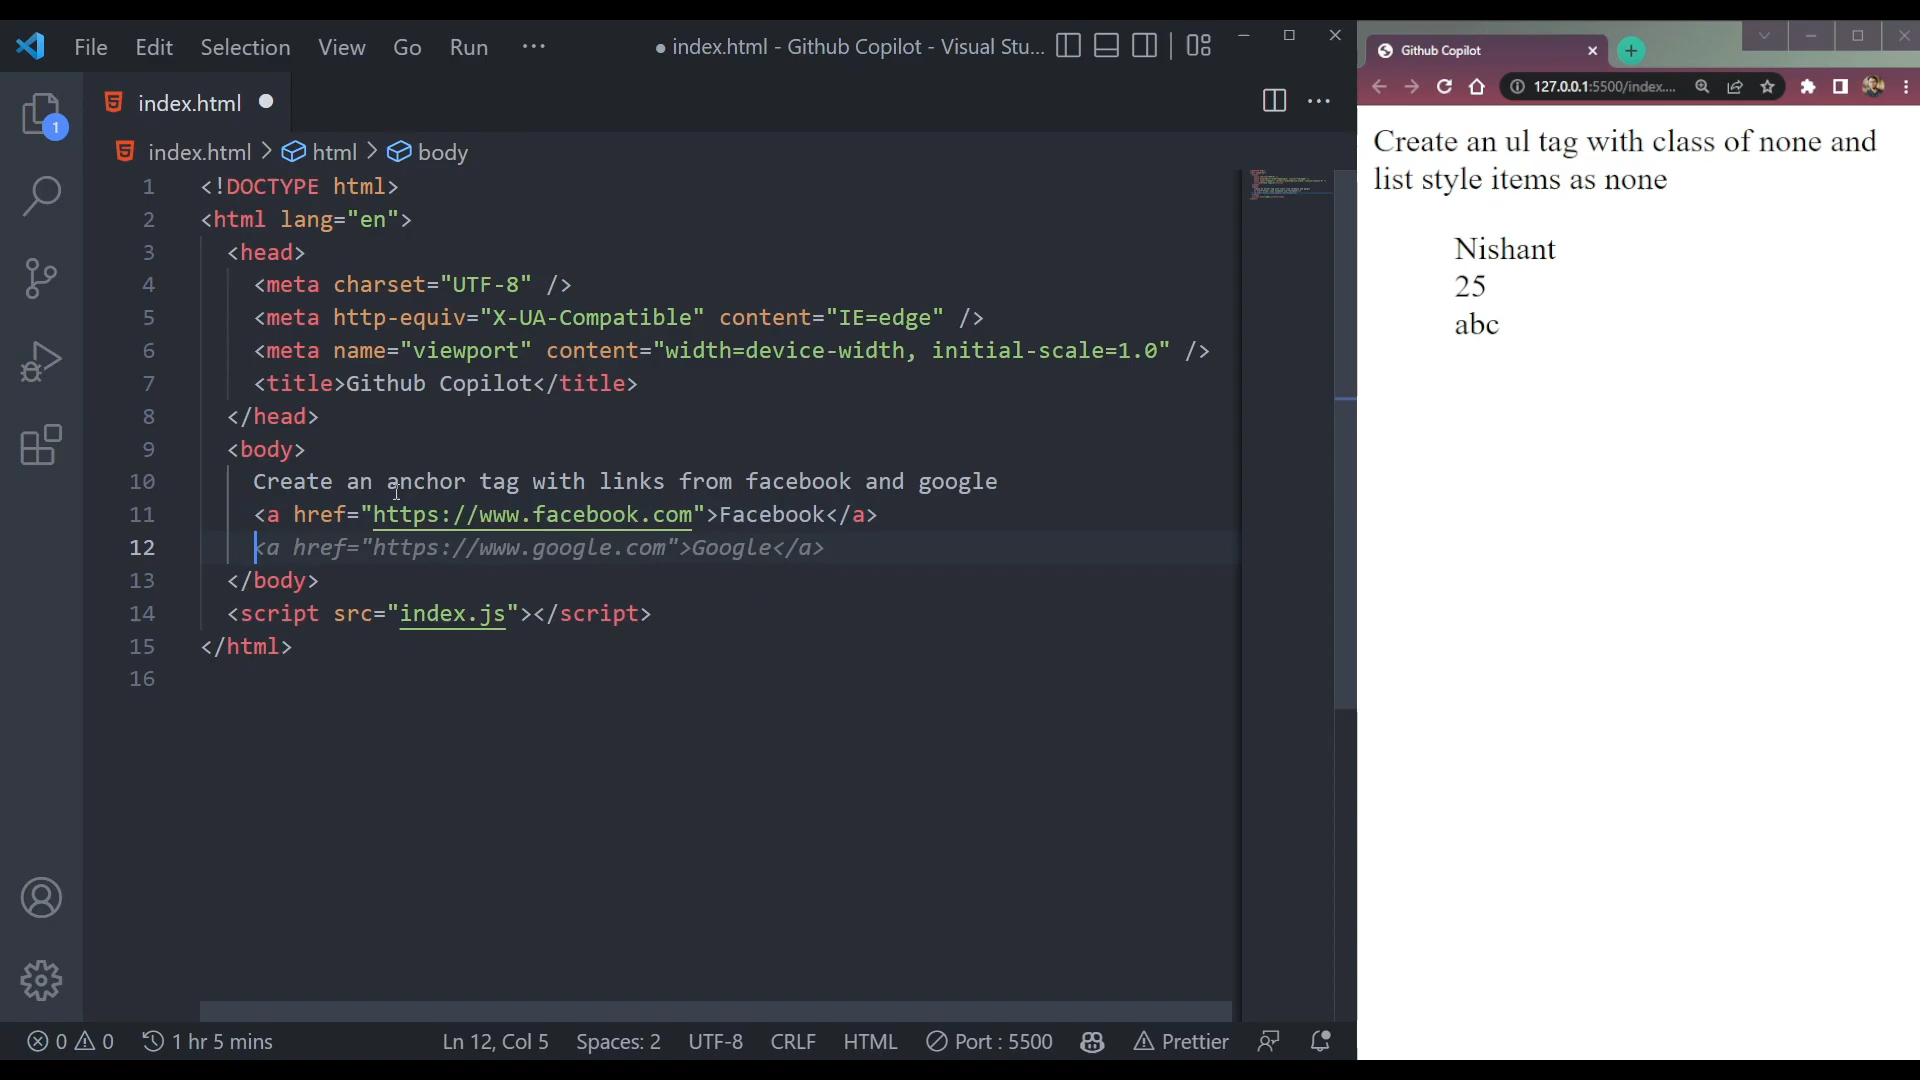 File Edit Selection View Go Run ···
● index.html - Github Copilot - Visual Stu...
index.html ●
index.html > html > body
1 <!DOCTYPE html>
2 <html lang="en">
3 <head>
4 <meta charset="UTF-8" />
5 <meta http-equiv="X-UA-Compatible" content="IE=edge" />
6 <meta name="viewport" content="width=device-width, initial-scale=1.0" />
7 <title>Github Copilot</title>
8 </head>
9 <body>
10 Create an anchor tag with links from facebook and google
11 <a href="https://www.facebook.com">Facebook</a>
12 <a href="https://www.google.com">Google</a>
13 </body>
14 <script src="index.js"></script>
15 </html>
16
1
0 0 1 hr 5 mins Ln 12, Col 5 Spaces: 2 UTF-8 CRLF HTML Port : 5500 Prettier
Github Copilot
127.0.0.1:5500/index....
Create an ul tag with class of none and
list style items as none
Nishant
25
abc